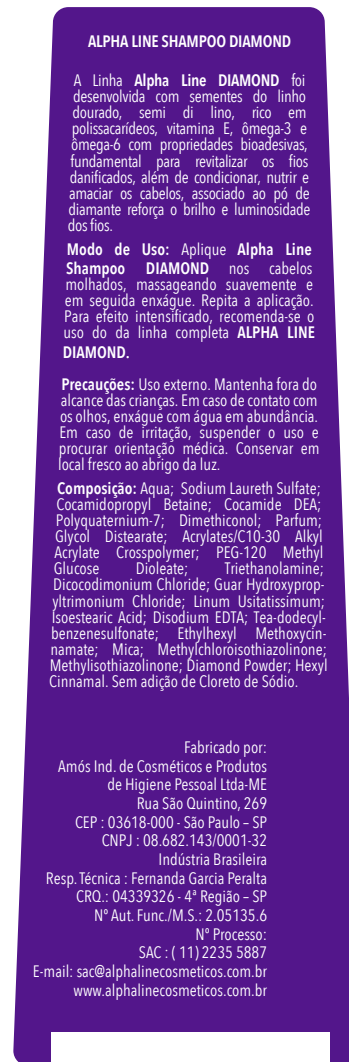 ALPHA LINE SHAMPOO DIAMOND
A Linha Alpha Line DIAMOND foi
desenvolvida com sementes do linho
dourado, semi di lino, rico em
polissacarídeos, vitamina E, ômega-3 e
ômega-6 com propriedades bioadesivas,
fundamental para revitalizar os fios
danificados, além de condicionar, nutrir e
amaciar os cabelos, associado ao pó de
diamante reforça o brilho e luminosidade
dos fios.
Modo de Uso: Aplique Alpha Line
Shampoo DIAMOND nos cabelos
molhados, massageando suavemente e
em seguida enxágue. Repita a aplicação.
Para efeito intensificado, recomenda-se o
uso do da linha completa ALPHA LINE
DIAMOND.
Precauções: Uso externo. Mantenha fora do
alcance das crianças. Em caso de contato com
os olhos, enxágue com água em abundância.
Em caso de irritação, suspender o uso e
procurar orientação médica. Conservar em
local fresco ao abrigo da luz.
Composição: Aqua; Sodium Laureth Sulfate;
Cocamidopropyl Betaine; Cocamide DEA;
Polyquaternium-7; Dimethiconol; Parfum;
Glycol Distearate; Acrylates/C10-30 Alkyl
Acrylate Crosspolymer; PEG-120 Methyl
Glucose Dioleate; Triethanolamine;
Dicocodimonium Chloride; Guar Hydroxyprop-
yltrimonium Chloride; Linum Usitatissimum;
Isoestearic Acid; Disodium EDTA; Tea-dodecyl-
benzenesulfonate; Ethylhexyl Methoxycin-
namate; Mica; Methylchloroisothiazolinone;
Methylisothiazolinone; Diamond Powder; Hexyl
Cinnamal. Sem adição de Cloreto de Sódio.
Fabricado por:
Amós Ind. de Cosméticos e Produtos
de Higiene Pessoal Ltda-ME
Rua São Quintino, 269
CEP : 03618-000 - São Paulo – SP
CNPJ : 08.682.143/0001-32
Indústria Brasileira
Resp. Técnica : Fernanda Garcia Peralta
CRQ.: 04339326 - 4ª Região – SP
Nº Aut. Func./M.S.: 2.05135.6
Nº Processo:
SAC : ( 11) 2235 5887
E-mail: sac@alphalinecosmeticos.com.br
www.alphalinecosmeticos.com.br